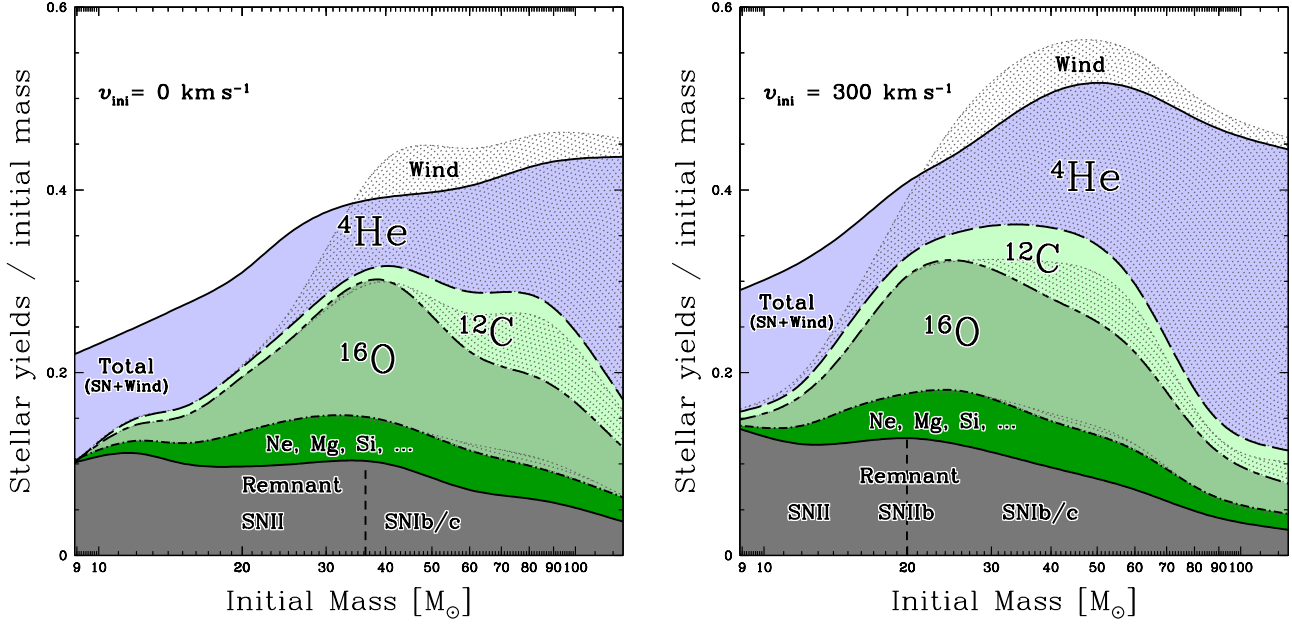 Stellar yields / initial mass
0.6
0.4
0.2
0
υini= 0 km s−1
Wind
4He
12C
16O
Total
(SN+Wind)
Ne, Mg, Si, ...
Remnant
SNII
SNIb/c
9 10 20 30 40 50 60 70 80 90 100
Initial Mass [M⊙]
Stellar yields / initial mass
0.6
0.4
0.2
0
υini = 300 km s−1
Wind
4He
12C
Total
(SN+Wind)
16O
Ne, Mg, Si, ...
Remnant
SNII SNIIb SNIb/c
9 10 20 30 40 50 60 70 80 90 100
Initial Mass [M⊙]